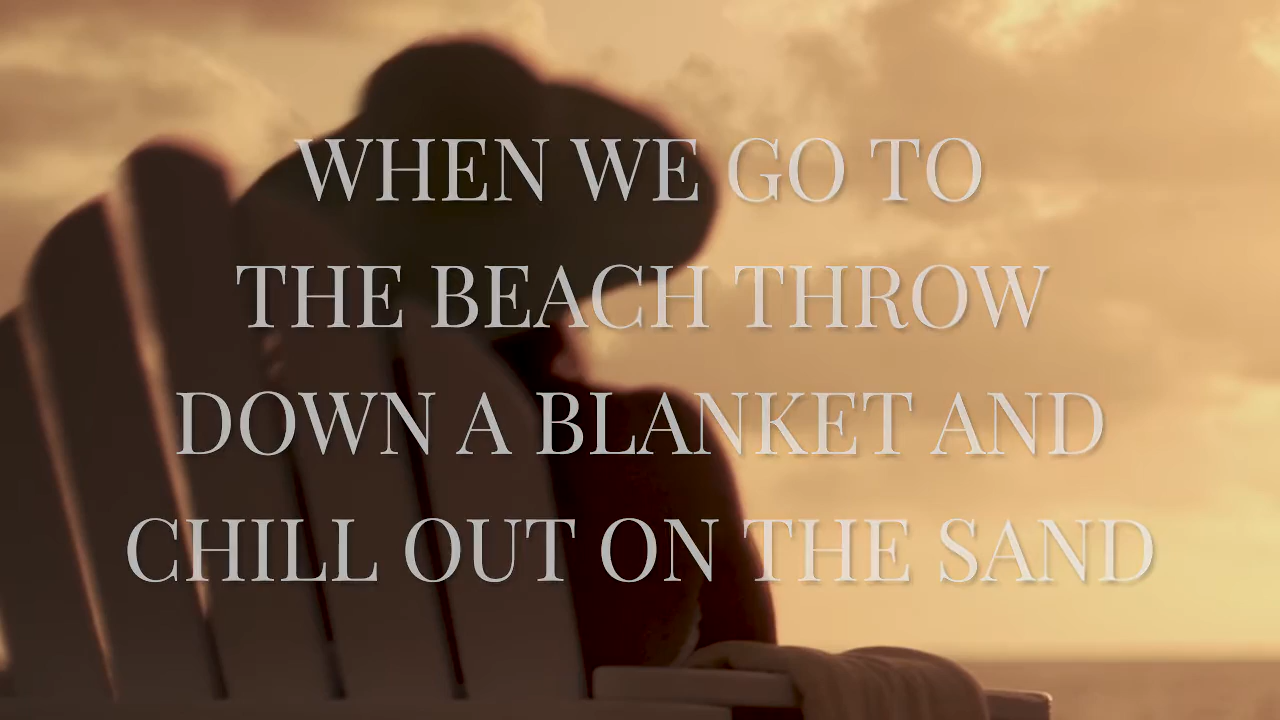 WHEN WE GO TO
THE BEACH THROW
DOWN A BLANKET AND
CHILL OUT ON THE SAND